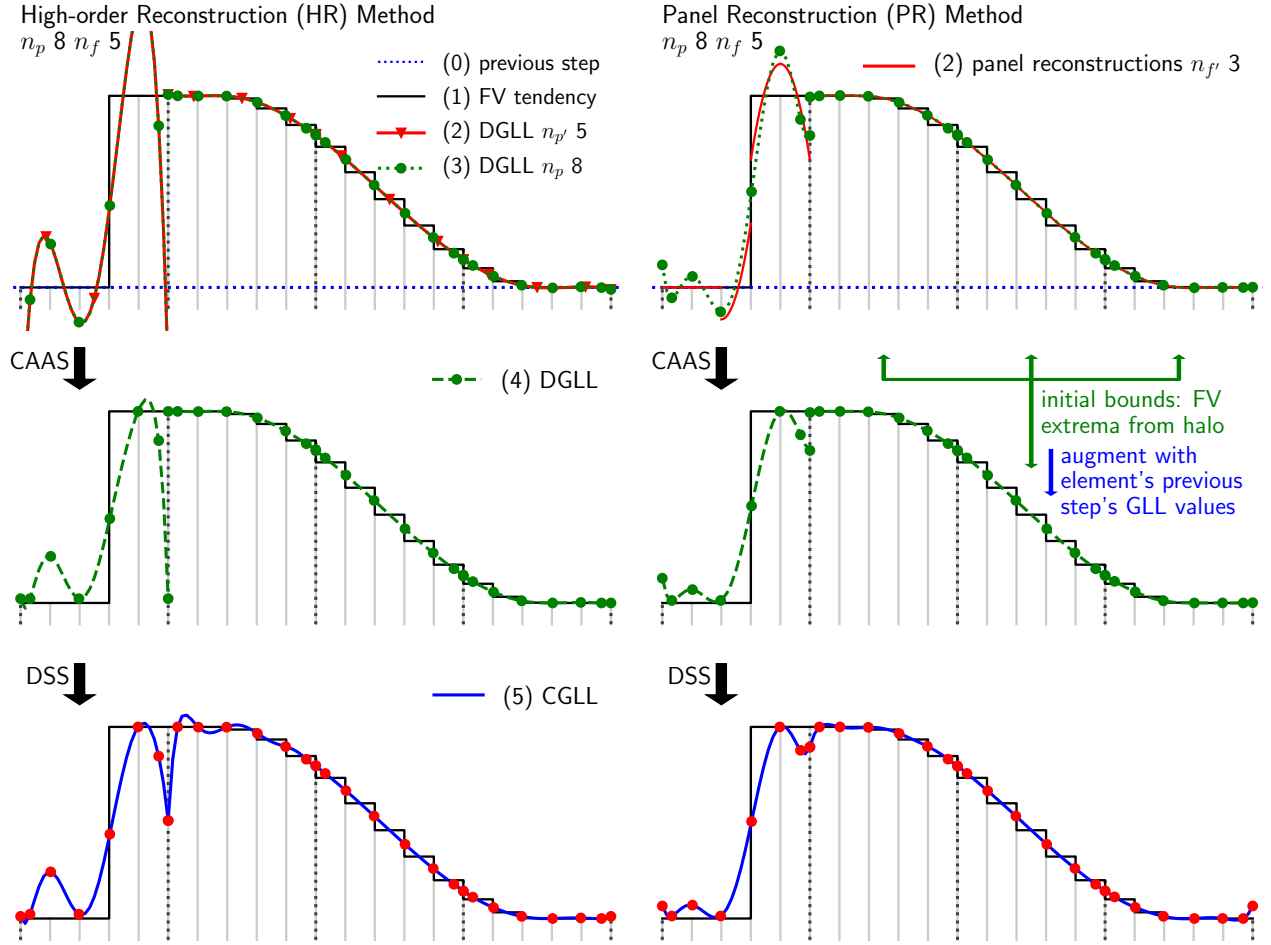 High-order Reconstruction (HR) Method
n_p 8 n_f 5
(0) previous step
(1) FV tendency
(2) DGLL n_p′ 5
(3) DGLL n_p 8
Panel Reconstruction (PR) Method
n_p 8 n_f 5
(2) panel reconstructions n_f′ 3
CAAS
(4) DGLL
CAAS
initial bounds: FV
extrema from halo
augment with
element's previous
step's GLL values
DSS
(5) CGLL
DSS